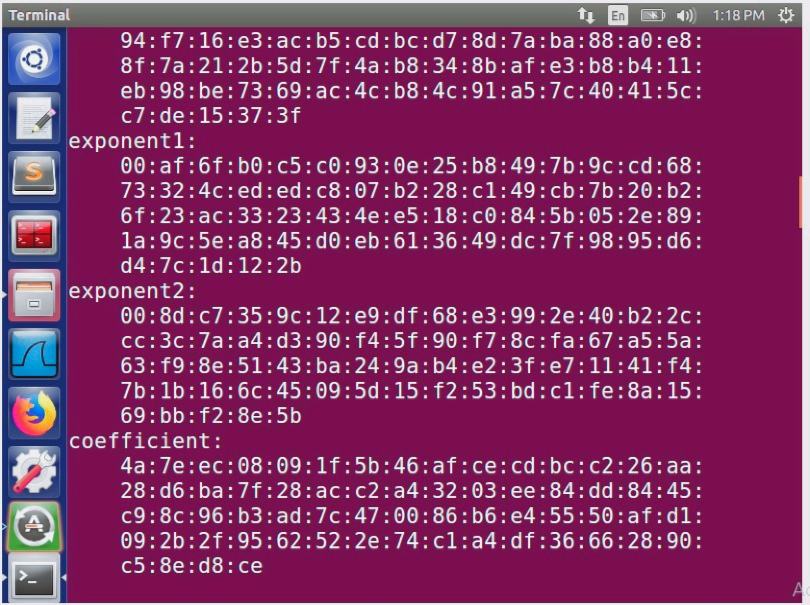 Terminal
En
1:18 PM
94:f7:16:e3:ac:b5:cd:bc:d7:8d:7a:ba:88:a0:e8:
8f:7a:21:2b:5d:7f:4a:b8:34:8b:af:e3:b8:b4:11:
eb:98:be:73:69:ac:4c:b8:4c:91:a5:7c:40:41:5c:
c7:de:15:37:3f
exponent1:
00:af:6f:b0:c5:c0:93:0e:25:b8:49:7b:9c:cd:68:
73:32:4c:ed:ed:c8:07:b2:28:c1:49:cb:7b:20:b2:
6f:23:ac:33:23:43:4e:e5:18:c0:84:5b:05:2e:89:
1a:9c:5e:a8:45:d0:eb:61:36:49:dc:7f:98:95:d6:
d4:7c:1d:12:2b
exponent2:
00:8d:c7:35:9c:12:e9:df:68:e3:99:2e:40:b2:2c:
cc:3c:7a:a4:d3:90:f4:5f:90:f7:8c:fa:67:a5:5a:
63:f9:8e:51:43:ba:24:9a:b4:e2:3f:e7:11:41:f4:
7b:1b:16:6c:45:09:5d:15:f2:53:bd:c1:fe:8a:15:
69:bb:f2:8e:5b
coefficient:
4a:7e:ec:08:09:1f:5b:46:af:ce:cd:bc:c2:26:aa:
28:d6:ba:7f:28:ac:c2:a4:32:03:ee:84:dd:84:45:
c9:8c:96:b3:ad:7c:47:00:86:b6:e4:55:50:af:d1:
09:2b:2f:95:62:52:2e:74:c1:a4:df:36:66:28:90:
c5:8e:d8:ce